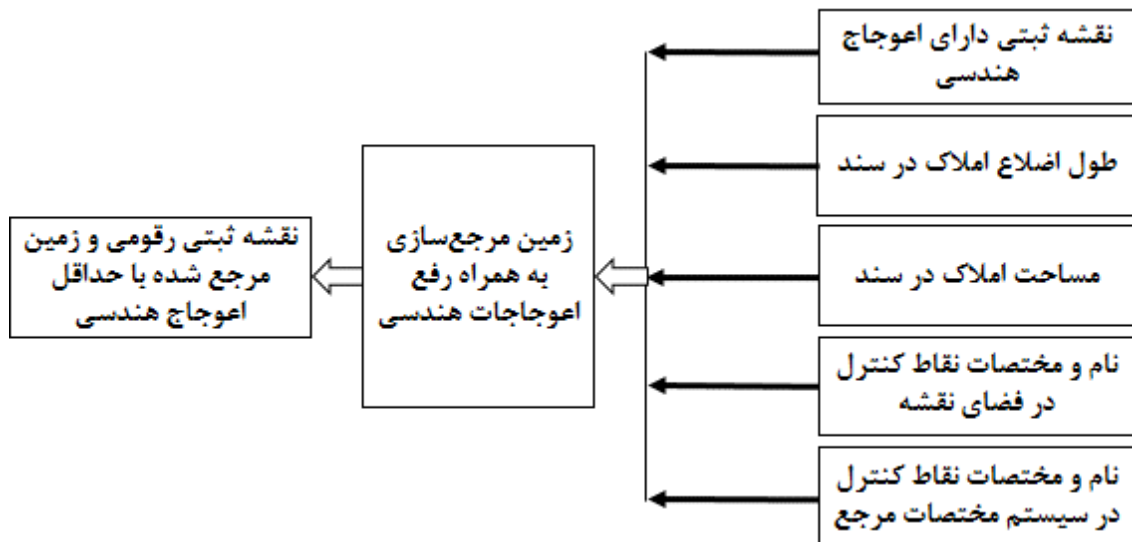 نقشه ثبتی دارای اعوجاج
هندسی
طول اضلاع املاک در سند
مساحت املاک در سند
نام و مختصات نقاط کنترل
در فضای نقشه
نام و مختصات نقاط کنترل
در سیستم مختصات مرجع
زمین مرجع‌سازی
به همراه رفع
اعوجاجات هندسی
نقشه ثبتی رقومی و زمین
مرجع شده با حداقل
اعوجاج هندسی